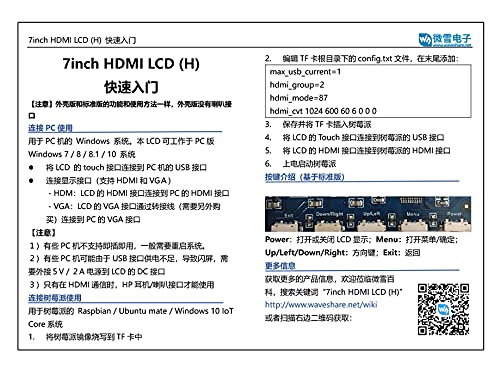 7inch HDMI LCD (H) 快速入门
微雪电子
www.waveshare.net
7inch HDMI LCD (H)
快速入门
【注意】外壳版和标准版的功能和使用方法一样，外壳版没有喇叭接
口
连接 PC 使用
用于 PC 机的 Windows 系统。本 LCD 可工作于 PC 版
Windows 7 / 8 / 8.1 / 10 系统
● 将 LCD 的 touch 接口连接到 PC 机的 USB 接口
● 连接显示接口（支持 HDMI 和 VGA）
- HDM：LCD 的 HDMI 接口连接到 PC 的 HDMI 接口
- VGA：LCD 的 VGA 接口通过转接线（需要另外购
买）连接到 PC 的 VGA 接口
【注意】
1）有些 PC 机不支持即插即用，一般需要重启系统。
2）有些 PC 机可能由于 USB 接口供电不足，导致闪屏，需
要外接 5V / 2A 电源到 LCD 的 DC 接口
3）只有在 HDMI 通信时，HP 耳机/喇叭接口才能使用
连接树莓派使用
用于树莓派的 Raspbian / Ubuntu mate / Windows 10 IoT
Core 系统
1. 将树莓派镜像烧写到 TF 卡中
2. 编辑 TF 卡根目录下的 config.txt 文件，在末尾添加：
max_usb_current=1
hdmi_group=2
hdmi_mode=87
hdmi_cvt 1024 600 60 6 0 0 0
3. 保存并将 TF 卡插入树莓派
4. 将 LCD 的 Touch 接口连接到树莓派的 USB 接口
5. 将 LCD 的 HDMI 接口连接到树莓派的 HDMI 接口
6. 上电启动树莓派
按键介绍（基于标准版）
Exit Down/Right Up/Left Menu Power
Power：打开或关闭 LCD 显示；Menu：打开菜单/确定；
Up/Left/Down/Right：方向键；Exit：返回
更多信息
获取更多的产品信息，欢迎莅临微雪百
科，搜索关键词“7inch HDMI LCD (H)”
http://www.waveshare.net/wiki
或者扫描右边二维码获取：